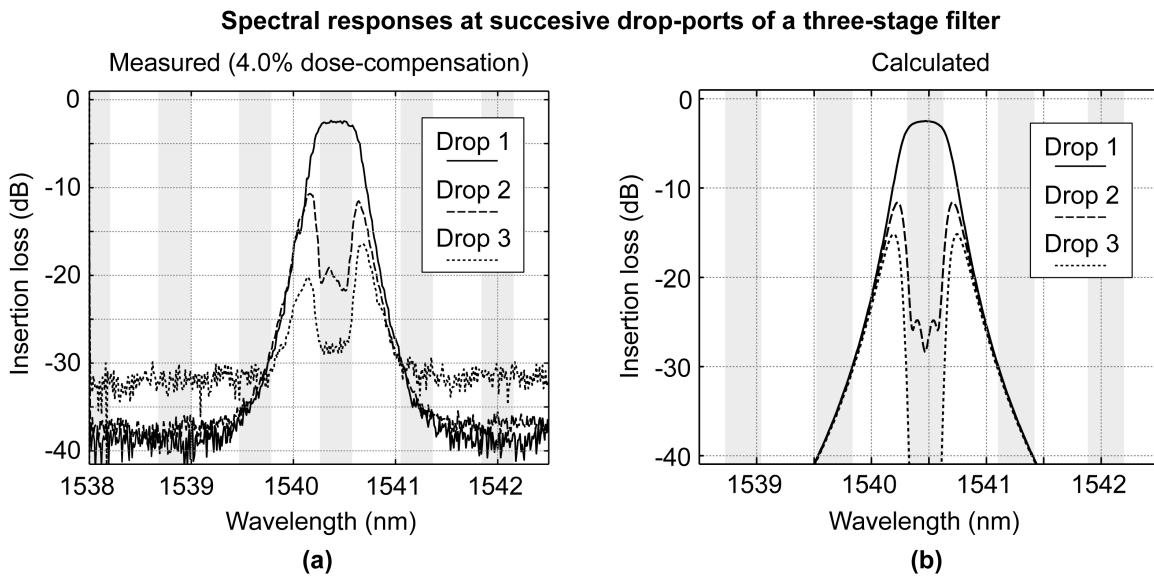 Spectral responses at succesive drop-ports of a three-stage filter
Measured (4.0% dose-compensation)
Insertion loss (dB)
0
-10
-20
-30
-40
Drop 1
Drop 2
Drop 3
1538
1539
1540
1541
1542
Wavelength (nm)
(a)
Calculated
Insertion loss (dB)
0
-10
-20
-30
-40
Drop 1
Drop 2
Drop 3
1539
1540
1541
1542
Wavelength (nm)
(b)